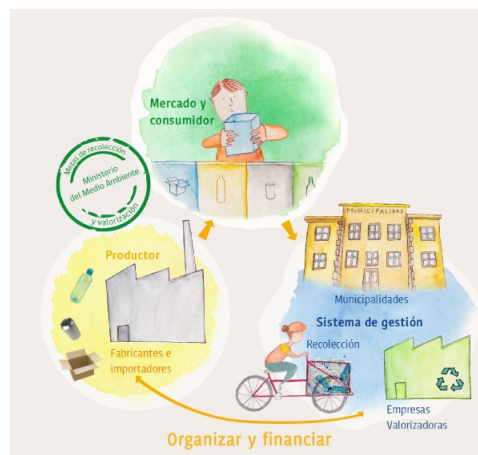 Mercado y
consumidor
Metas de recolección
Ministerio
del Medio Ambiente
y valorización
MUNICIPALIDAD
Productor
Municipalidades
Sistema de gestión
Recolección
Fabricantes e
importadores
Empresas
Valorizadoras
Organizar y financiar